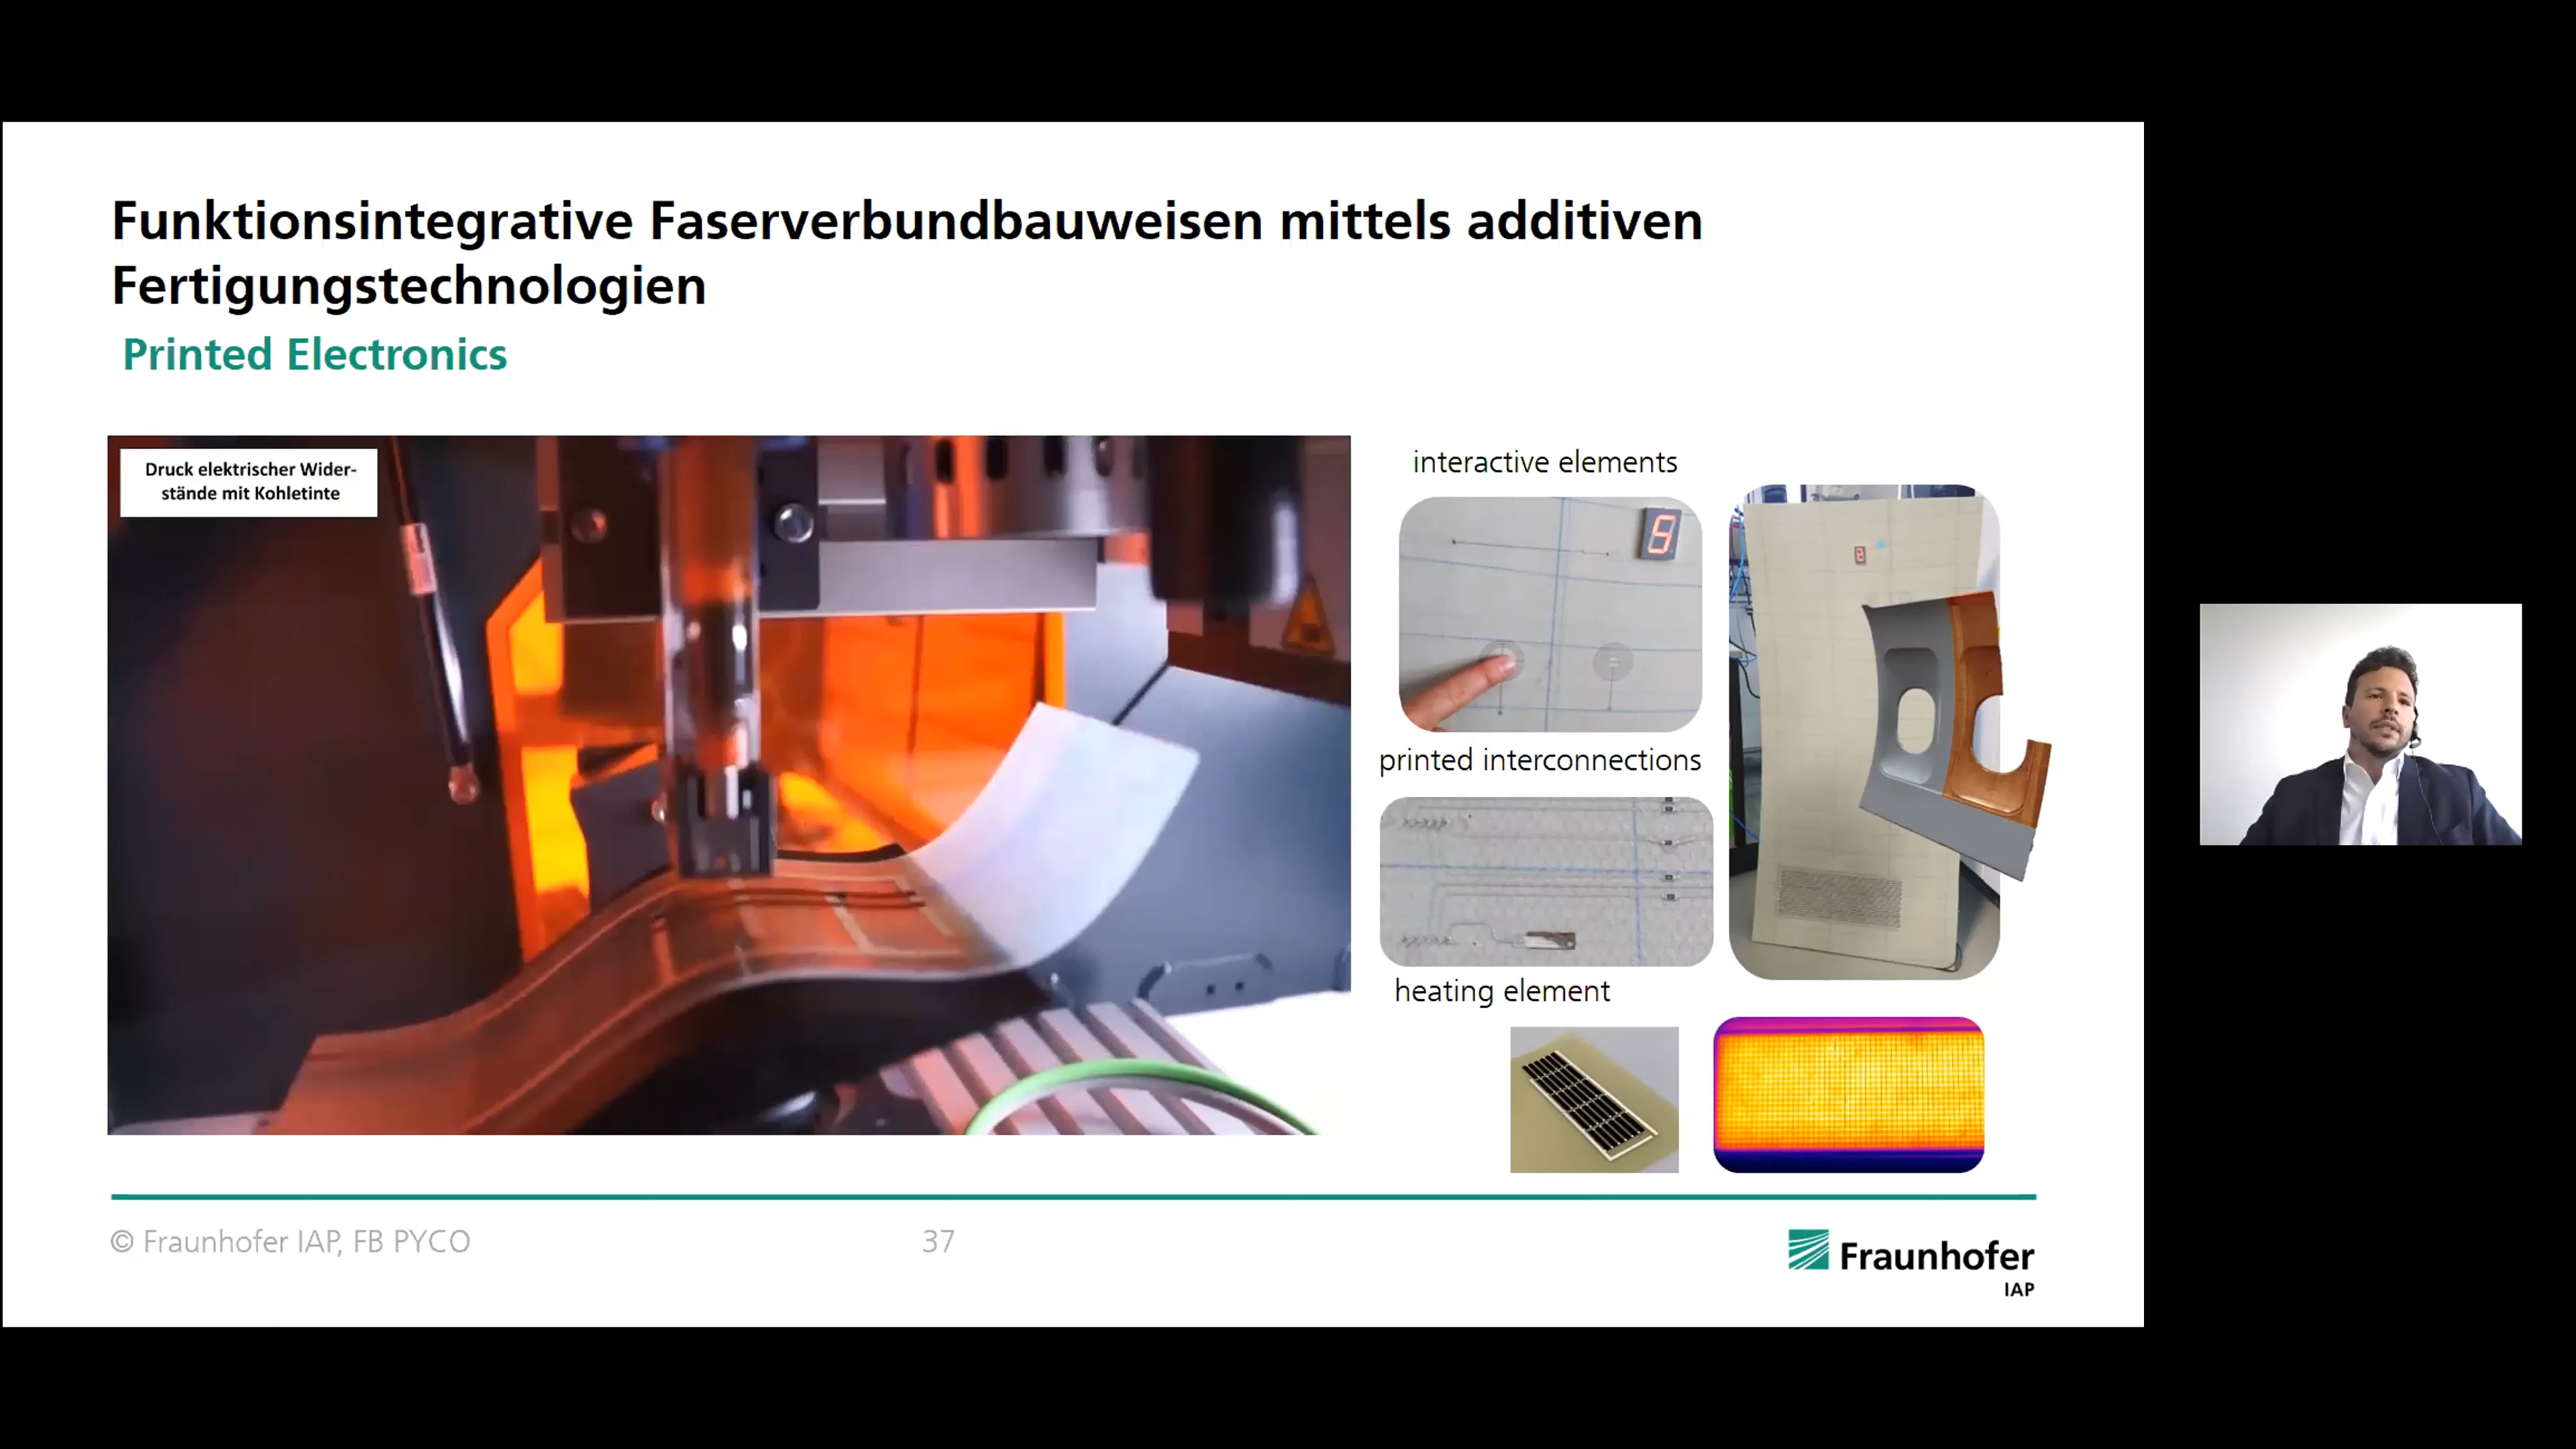 Funktionsintegrative Faserverbundbauweisen mittels additiven
Fertigungstechnologien
Printed Electronics
Druck elektrischer Wider-
stände mit Kohletinte
interactive elements
5
printed interconnections
heating element
© Fraunhofer IAP, FB PYCO
37
Fraunhofer
IAP